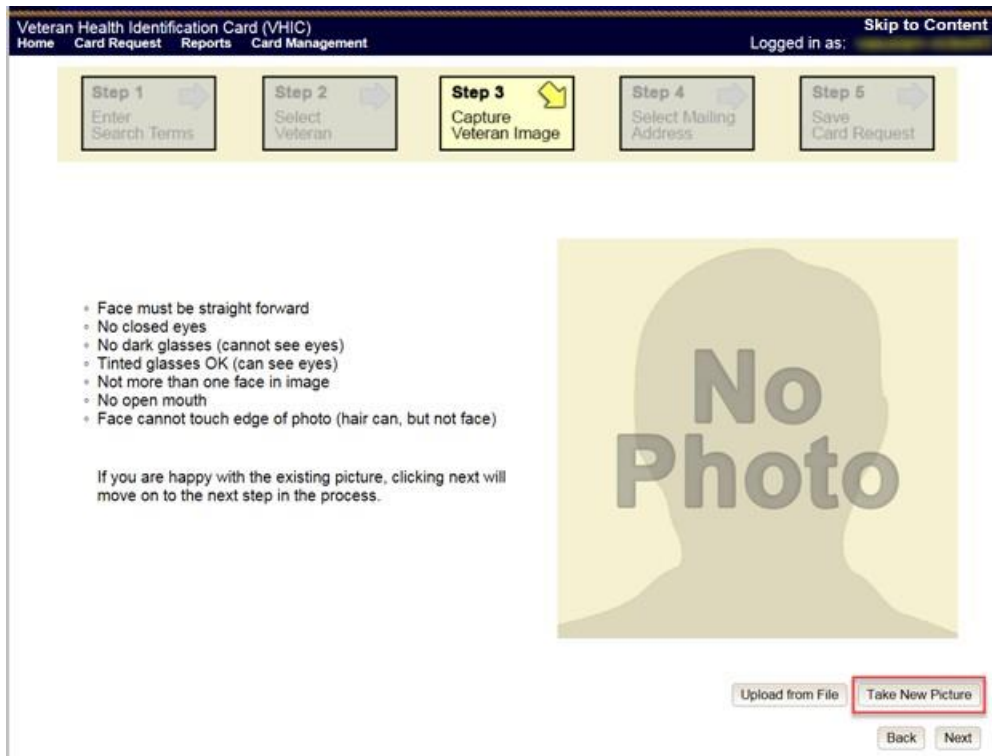 Veteran Health Identification Card (VHIC)
Skip to Content
Home Card Request Reports Card Management
Logged in as:
Step 1
Enter
Search Terms
Step 2
Select
Veteran
Step 3
Capture
Veteran Image
Step 4
Select Mailing
Address
Step 5
Save
Card Request
Face must be straight forward
No closed eyes
No dark glasses (cannot see eyes)
Tinted glasses OK (can see eyes)
Not more than one face in image
No open mouth
Face cannot touch edge of photo (hair can, but not face)
If you are happy with the existing picture, clicking next will
move on to the next step in the process.
No
Photo
Upload from File
Take New Picture
Back
Next